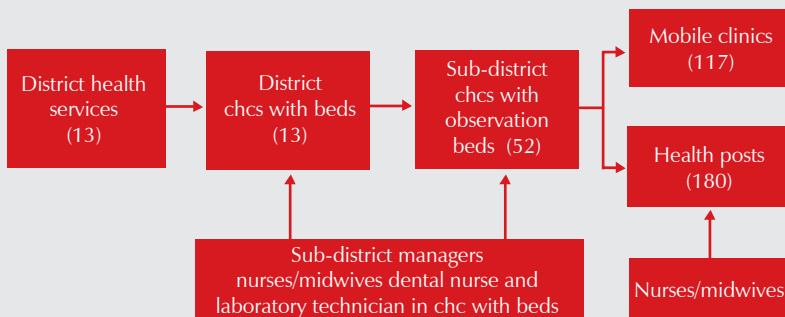 District health
services
(13)
District
chcs with beds
(13)
Sub-district
chcs with
observation
beds (52)
Mobile clinics
(117)
Health posts
(180)
Sub-district managers
nurses/midwives dental nurse and
laboratory technician in chc with beds
Nurses/midwives